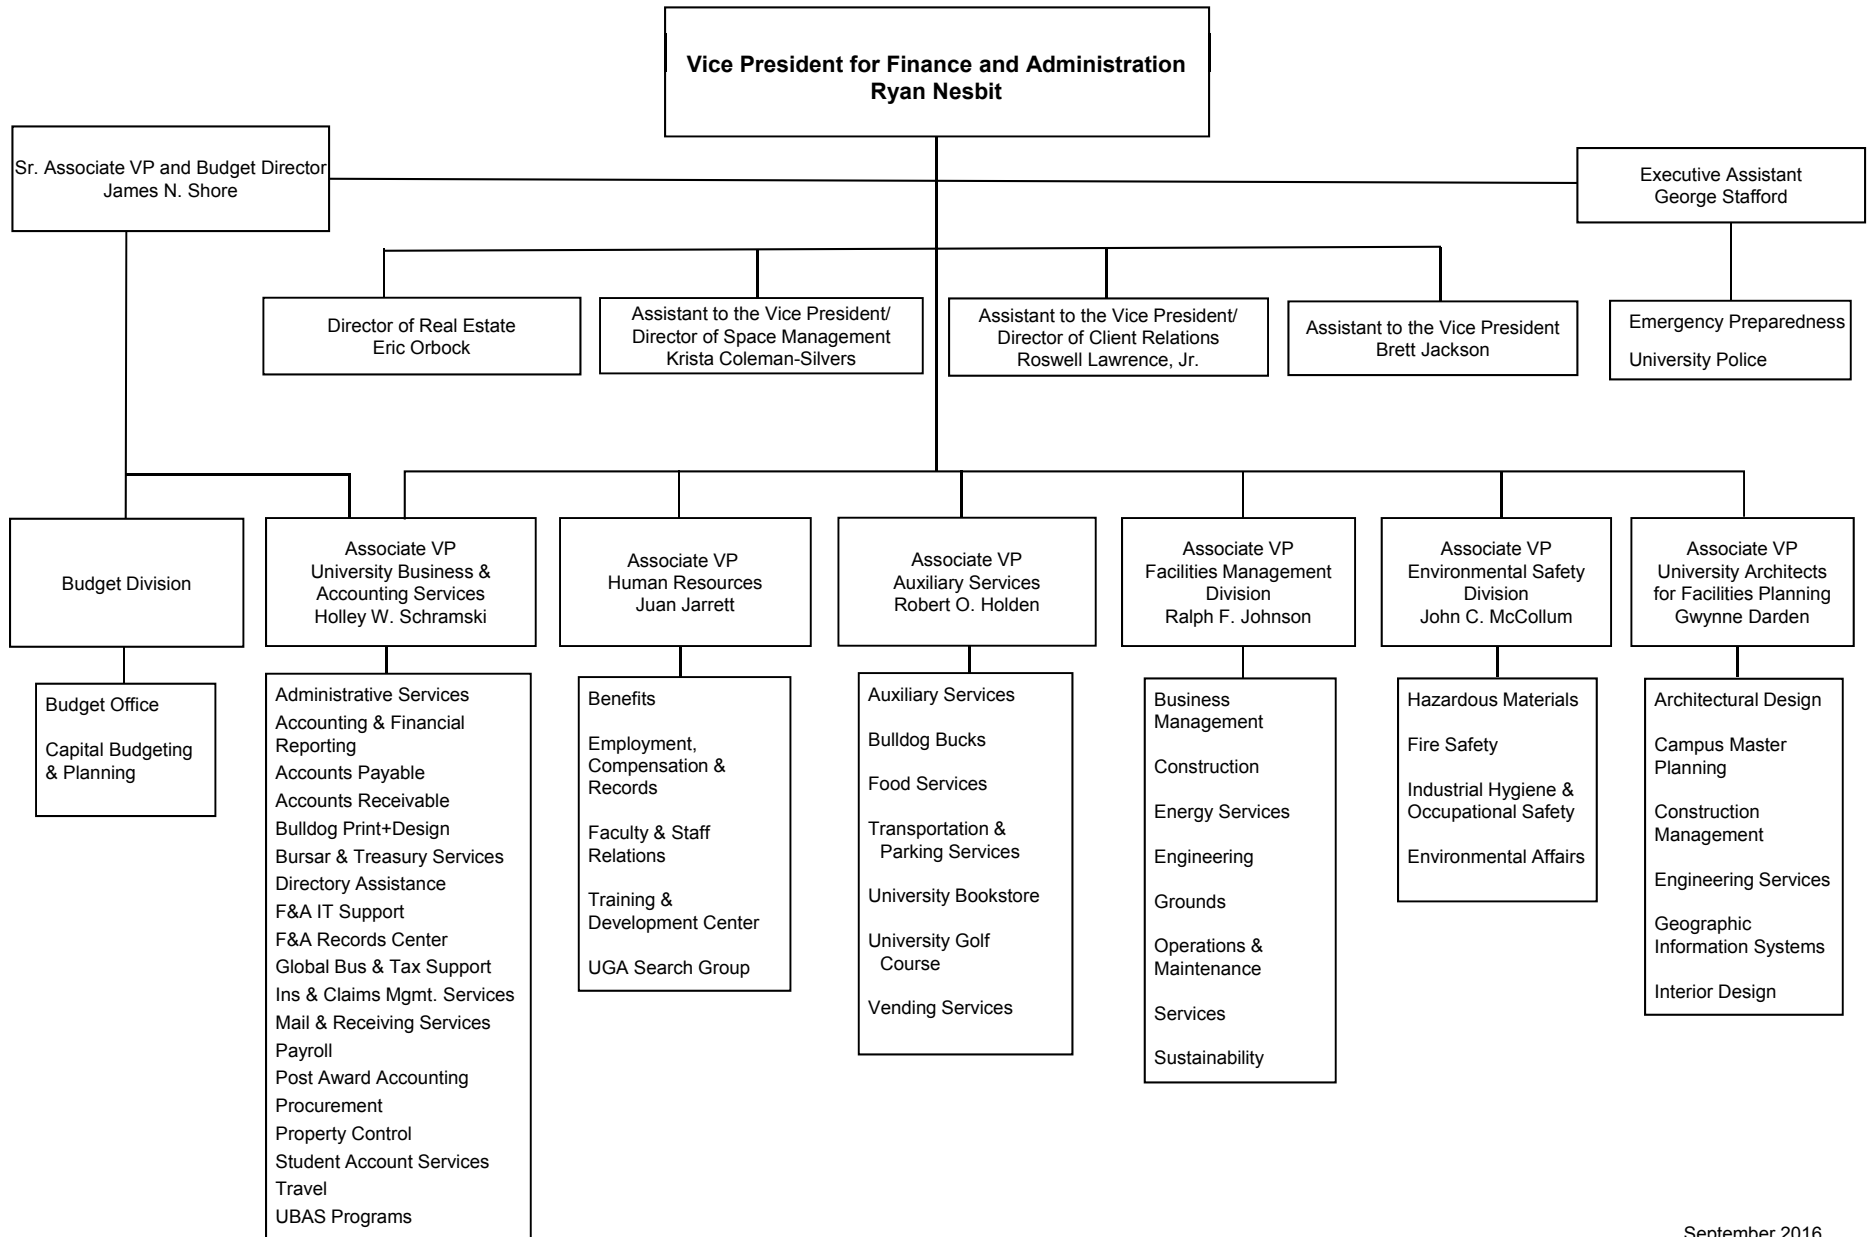 Vice President for Finance and Administration
Ryan Nesbit
Sr. Associate VP and Budget Director
James N. Shore
Executive Assistant
George Stafford
Director of Real Estate
Eric Orbock
Assistant to the Vice President/
Director of Space Management
Krista Coleman-Silvers
Assistant to the Vice President/
Director of Client Relations
Roswell Lawrence, Jr.
Assistant to the Vice President
Brett Jackson
Emergency Preparedness
University Police
Budget Division
Associate VP
University Business &
Accounting Services
Holley W. Schramski
Associate VP
Human Resources
Juan Jarrett
Associate VP
Auxiliary Services
Robert O. Holden
Associate VP
Facilities Management
Division
Ralph F. Johnson
Associate VP
Environmental Safety
Division
John C. McCollum
Associate VP
University Architects
for Facilities Planning
Gwynne Darden
Budget Office
Capital Budgeting
& Planning
Administrative Services
Accounting & Financial
Reporting
Accounts Payable
Accounts Receivable
Bulldog Print+Design
Bursar & Treasury Services
Directory Assistance
F&A IT Support
F&A Records Center
Global Bus & Tax Support
Ins & Claims Mgmt. Services
Mail & Receiving Services
Payroll
Post Award Accounting
Procurement
Property Control
Student Account Services
Travel
UBAS Programs
Benefits
Employment,
Compensation &
Records
Faculty & Staff
Relations
Training &
Development Center
UGA Search Group
Auxiliary Services
Bulldog Bucks
Food Services
Transportation &
Parking Services
University Bookstore
University Golf
Course
Vending Services
Business
Management
Construction
Energy Services
Engineering
Grounds
Operations &
Maintenance
Services
Sustainability
Hazardous Materials
Fire Safety
Industrial Hygiene &
Occupational Safety
Environmental Affairs
Architectural Design
Campus Master
Planning
Construction
Management
Engineering Services
Geographic
Information Systems
Interior Design
September 2016